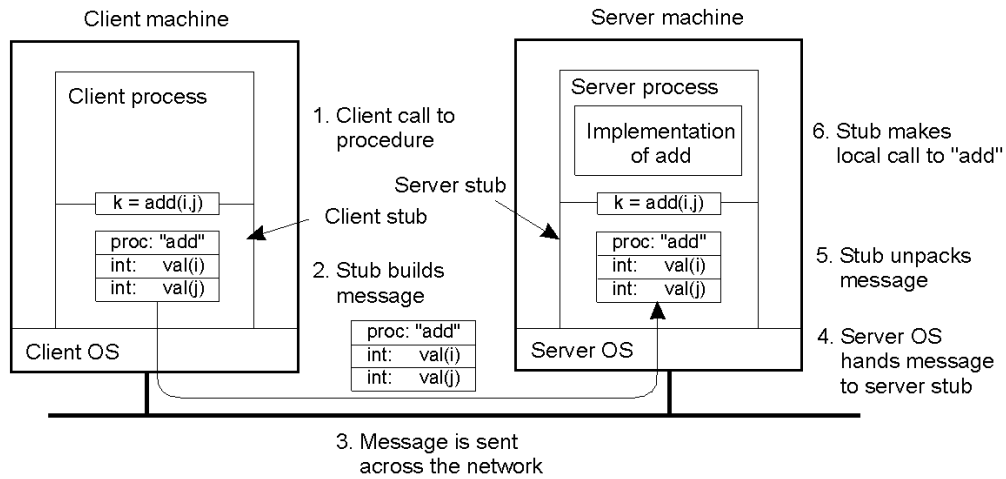 Client machine
Server machine
Client process
1. Client call to
procedure
k = add(i,j)
Client stub
proc: "add"
int: val(i)
int: val(j)
2. Stub builds
message
Client OS
proc: "add"
int: val(i)
int: val(j)
3. Message is sent
across the network
Server process
Implementation
of add
Server stub
k = add(i,j)
proc: "add"
int: val(i)
int: val(j)
Server OS
6. Stub makes
local call to "add"
5. Stub unpacks
message
4. Server OS
hands message
to server stub